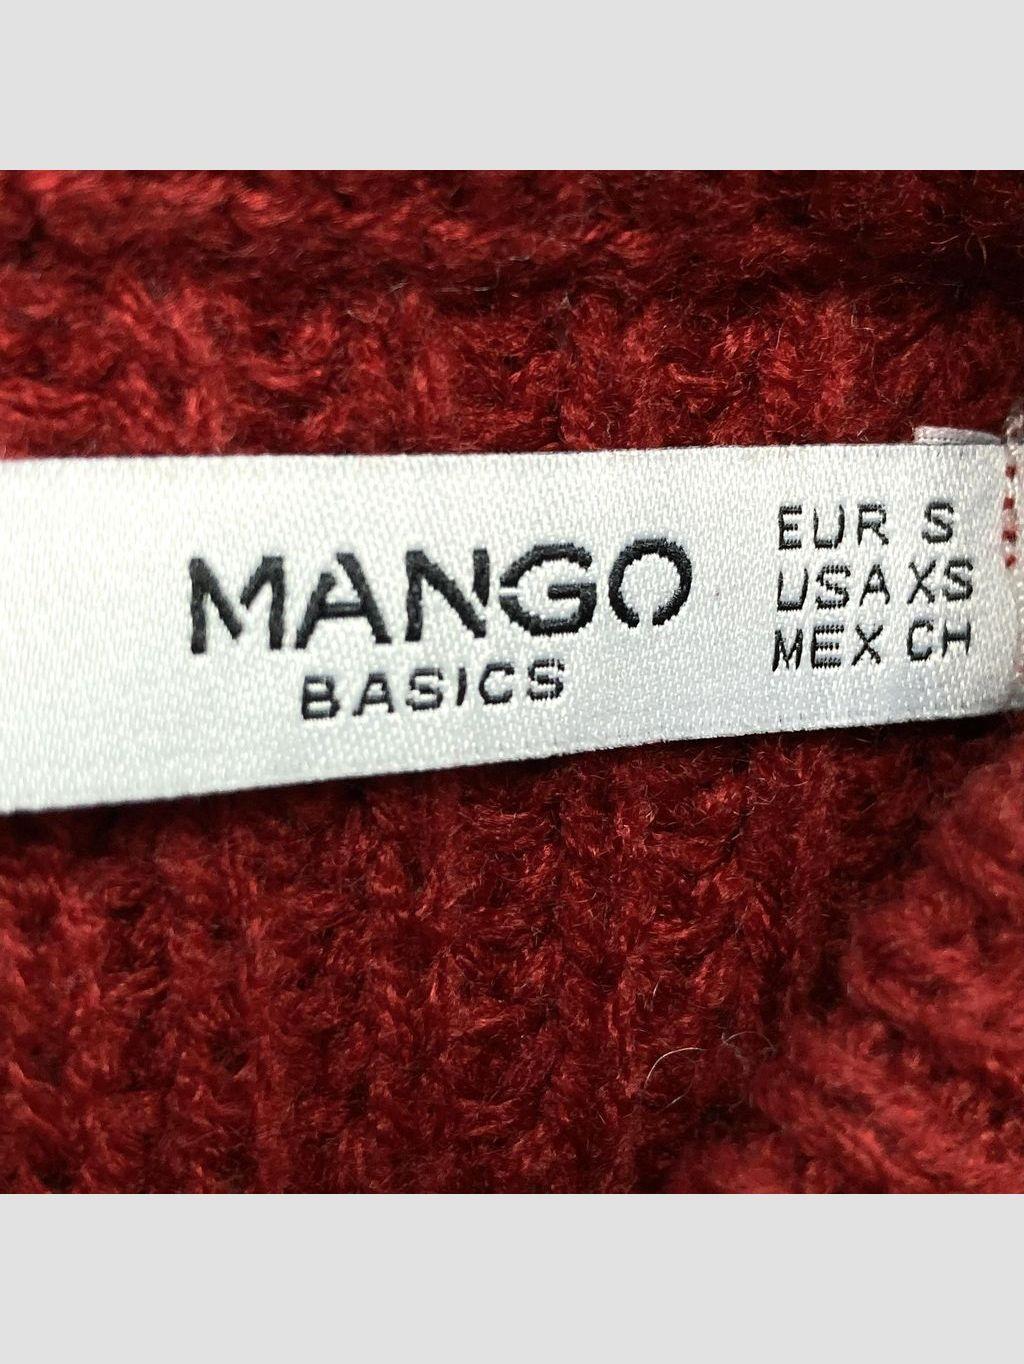 MANGO
BASICS
EUR S
USA XS
MEX CH